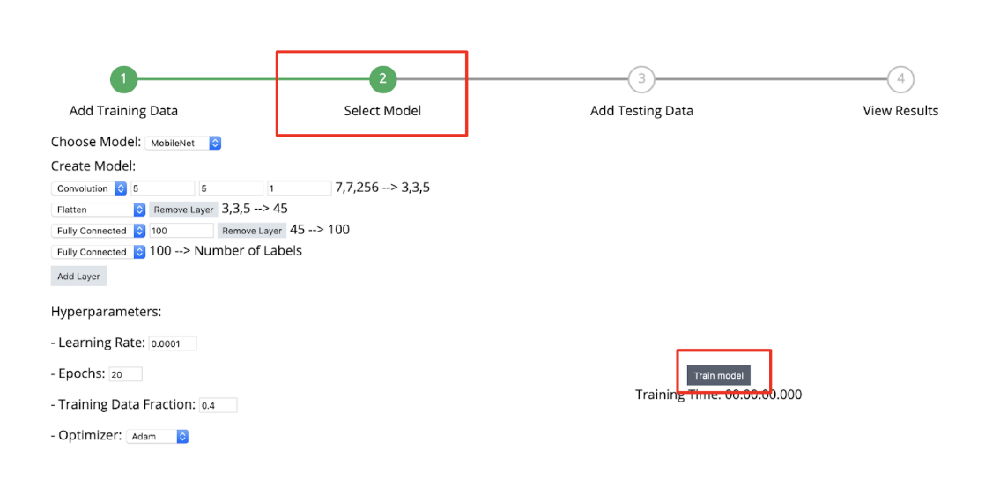 1 2 3 4
Add Training Data Select Model Add Testing Data View Results
Choose Model: MobileNet
Create Model:
Convolution 5 5 1 7,7,256 --> 3,3,5
Flatten Remove Layer 3,3,5 --> 45
Fully Connected 100 Remove Layer 45 --> 100
Fully Connected 100 --> Number of Labels
Add Layer
Hyperparameters:
- Learning Rate: 0.0001
- Epochs: 20
- Training Data Fraction: 0.4
- Optimizer: Adam
Train model
Training Time: 00:00:00.000